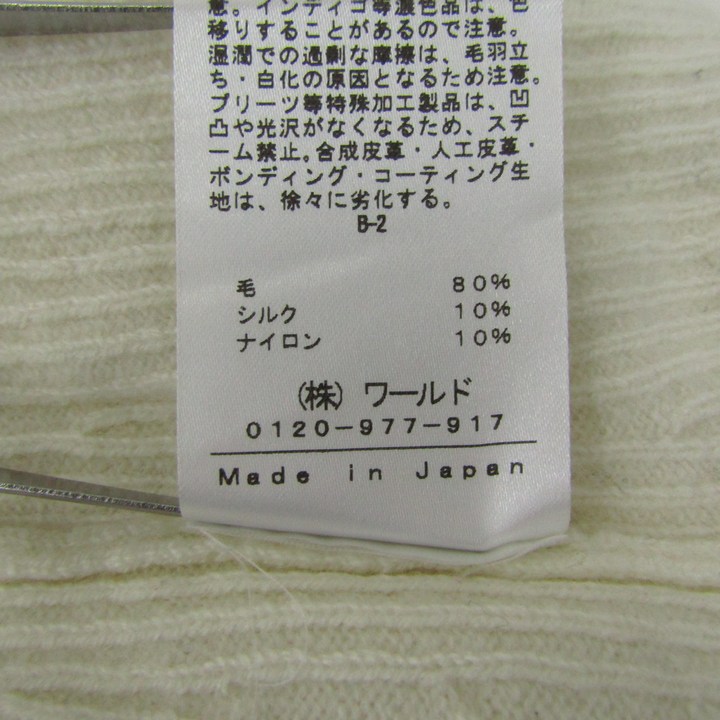 意。インディゴ等濃色品は、色
移りすることがあるので注意。
湿潤での過剰な摩擦は、毛羽立
ち・白化の原因となるため注意。
プリーツ等特殊加工製品は、凹
凸や光沢がなくなるため、スチ
ーム禁止。合成皮革・人工皮革・
ボンディング・コーティング生
地は、徐々に劣化する。
B-2
毛 80%
シルク 10%
ナイロン 10%
(株) ワールド
0120-977-917
Made in Japan